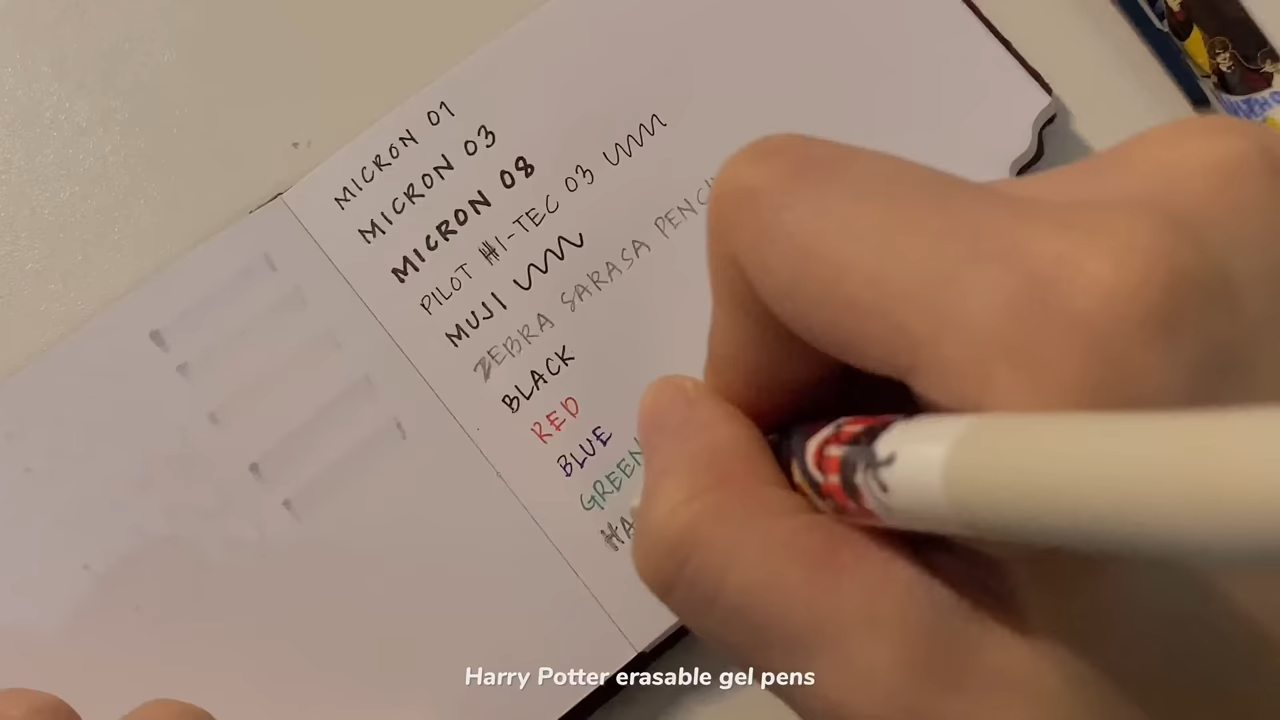 MICRON 01
MICRON 03
MICRON 08
PILOT HI-TEC 03
MUJI
ZEBRA SARASA
BLACK
RED
BLUE
GREEN
Harry Potter erasable gel pens